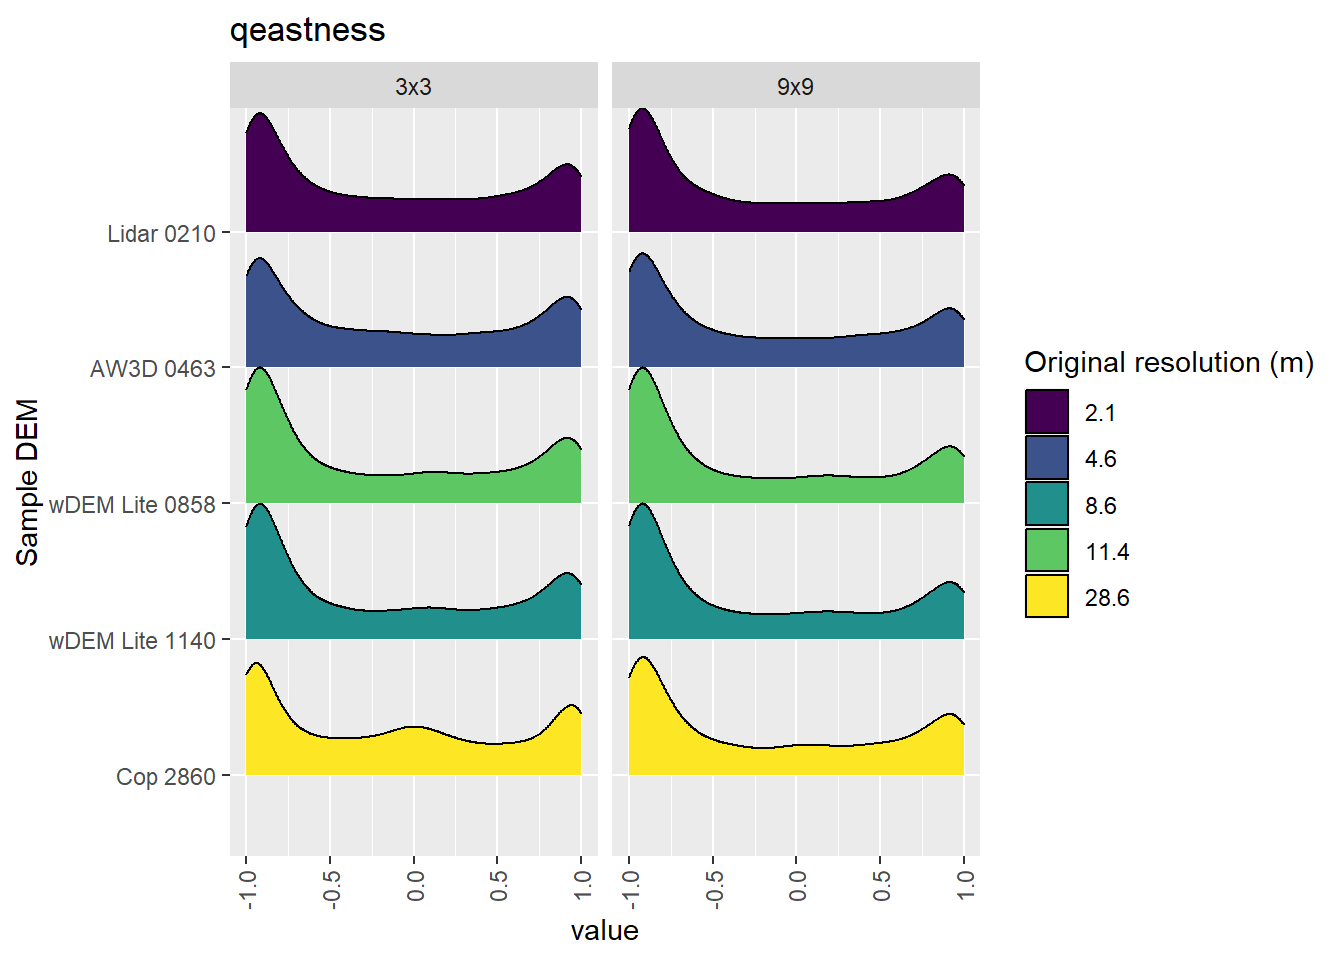 qeastness
3x3
9x9
Sample DEM
Lidar 0210
AW3D 0463
wDEM Lite 0858
wDEM Lite 1140
Cop 2860
-1.0
-0.5
0.0
0.5
1.0
-1.0
-0.5
0.0
0.5
1.0
value
Original resolution (m)
2.1
4.6
8.6
11.4
28.6